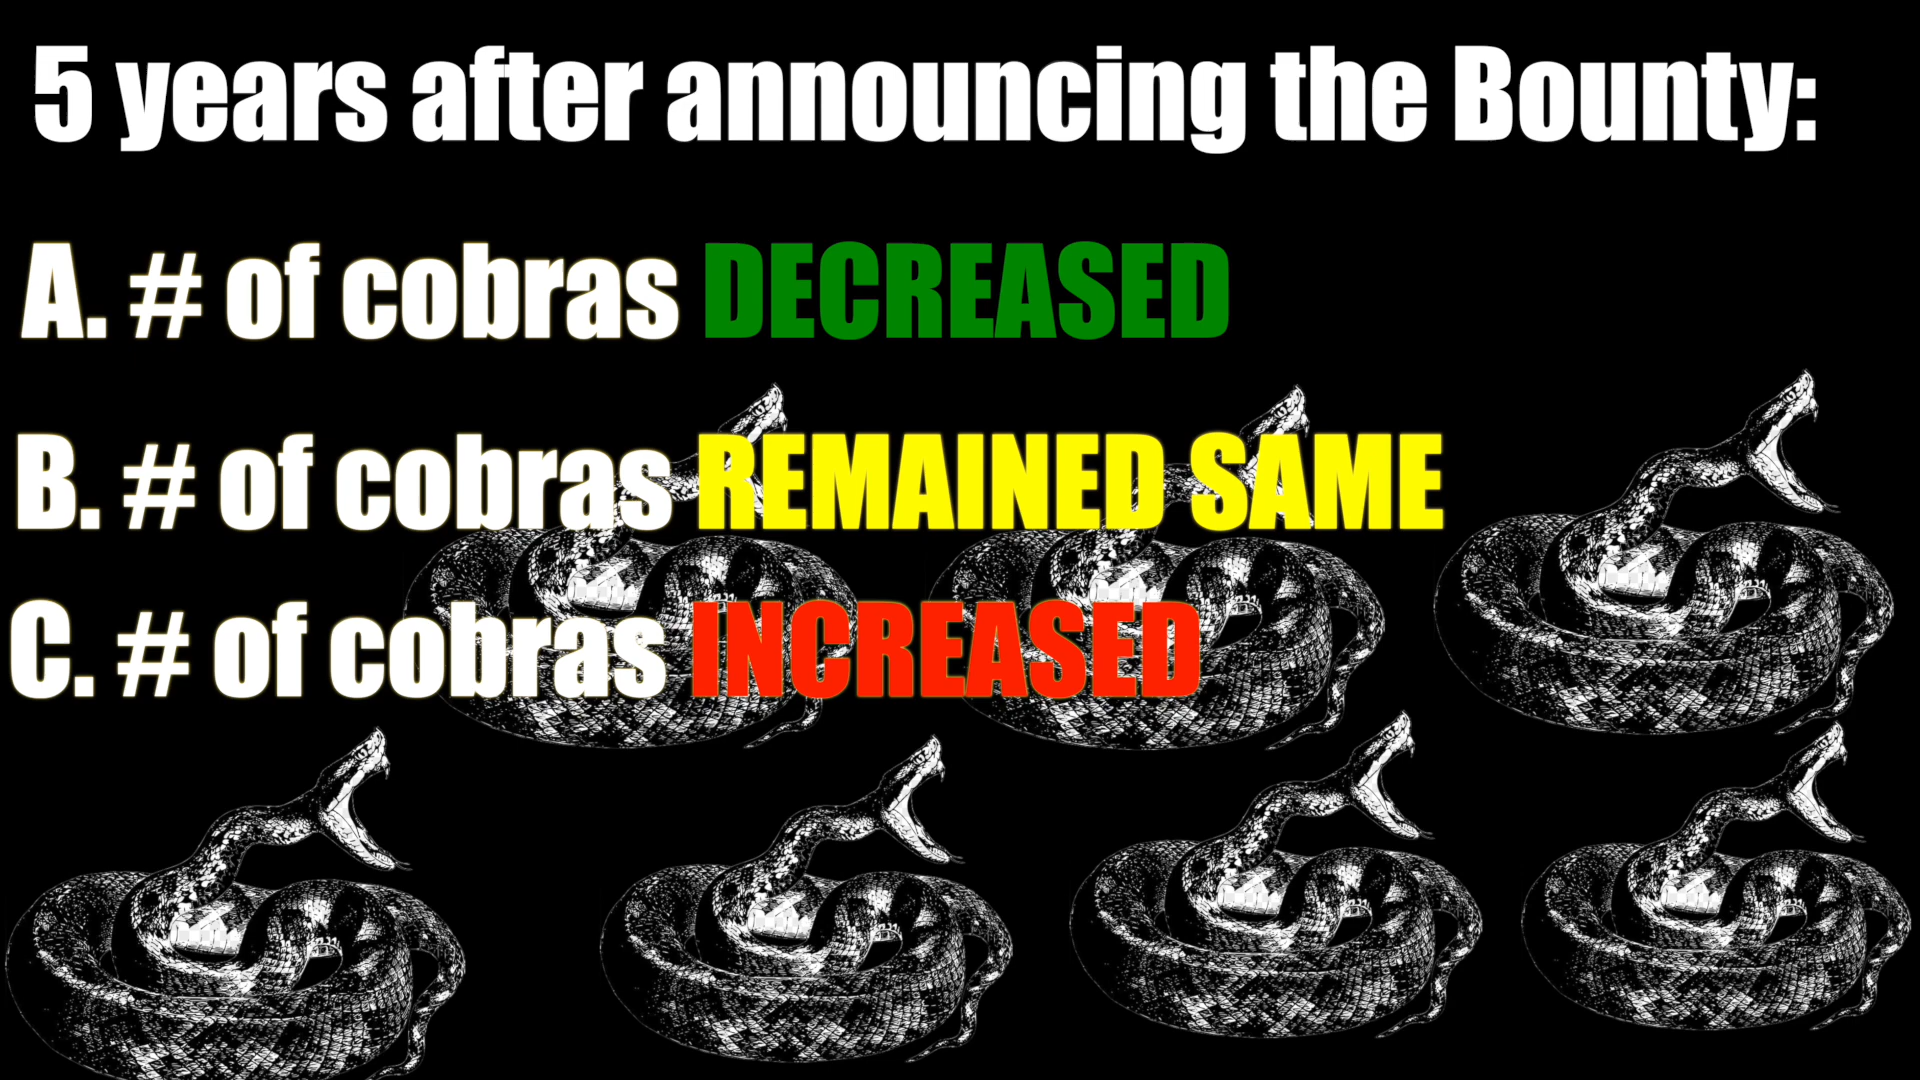 5 years after announcing the Bounty:
A. # of cobras DECREASED
B. # of cobras REMAINED SAME
C. # of cobras INCREASED